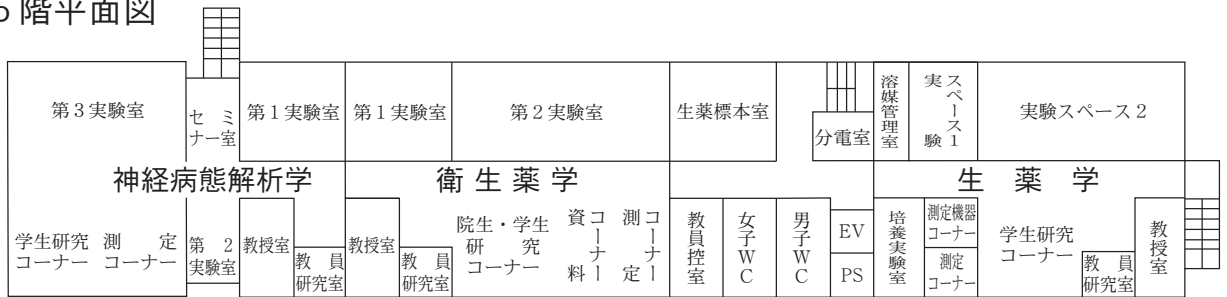 階平面図
第3実験室
セミ
ナー室
第1実験室
第1実験室
第2実験室
生薬標本室
分電室
溶媒管理室
実験
スペース1
実験スペース2
神経病態解析学
衛生薬学
生薬学
学生研究
コーナー
測定
コーナー
第2
実験室
教授室
教員
研究室
教授室
教員
研究室
院生・学生
研究
コーナー
資料
コーナー
測定
コーナー
教員控室
女子WC
男子WC
EV
PS
培養実験室
測定機器
コーナー
測定
コーナー
学生研究
コーナー
教員
研究室
教授室